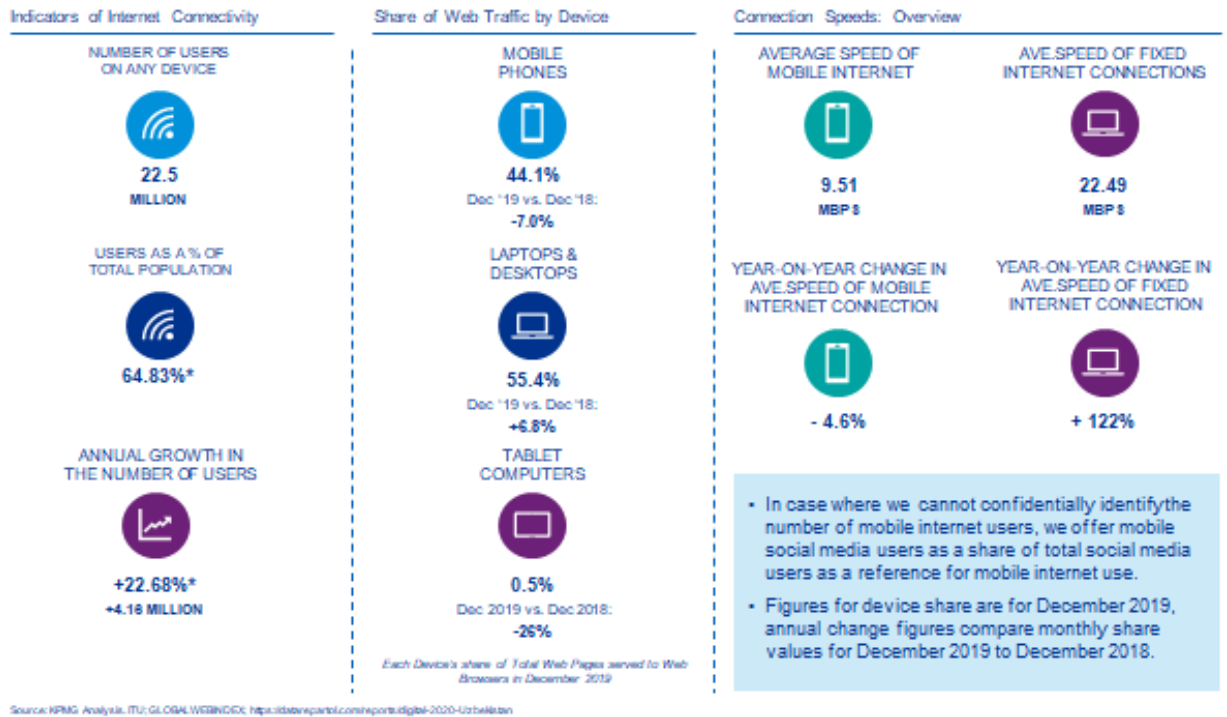 Indicators of Internet Connectivity
NUMBER OF USERS
ON ANY DEVICE
22.5
MILLION
USERS AS A % OF
TOTAL POPULATION
64.83%*
ANNUAL GROWTH IN
THE NUMBER OF USERS
+22.68%*
+4.16 MILLION
Share of Web Traffic by Device
MOBILE
PHONES
44.1%
Dec '19 vs. Dec '18:
-7.0%
LAPTOPS &
DESKTOPS
55.4%
Dec '19 vs. Dec '18:
+6.8%
TABLET
COMPUTERS
0.5%
Dec 2019 vs. Dec 2018:
-26%
Each Device's share of Total Web Pages served to Web
Browsers in December 2019
Connection Speeds: Overview
AVERAGE SPEED OF
MOBILE INTERNET
9.51
MBPS
AVE.SPEED OF FIXED
INTERNET CONNECTIONS
22.49
MBPS
YEAR-ON-YEAR CHANGE IN
AVE.SPEED OF MOBILE
INTERNET CONNECTION
- 4.6%
YEAR-ON-YEAR CHANGE IN
AVE.SPEED OF FIXED
INTERNET CONNECTION
+ 122%
▪ In case where we cannot confidentially identifythe
number of mobile internet users, we offer mobile
social media users as a share of total social media
users as a reference for mobile internet use.
▪ Figures for device share are for December 2019,
annual change figures compare monthly share
values for December 2019 to December 2018.
Source: KPMG Analysis. ITU; GLOBALWEBINDEX; https://datareportal.com/reports/digital-2020-Uzbekistan